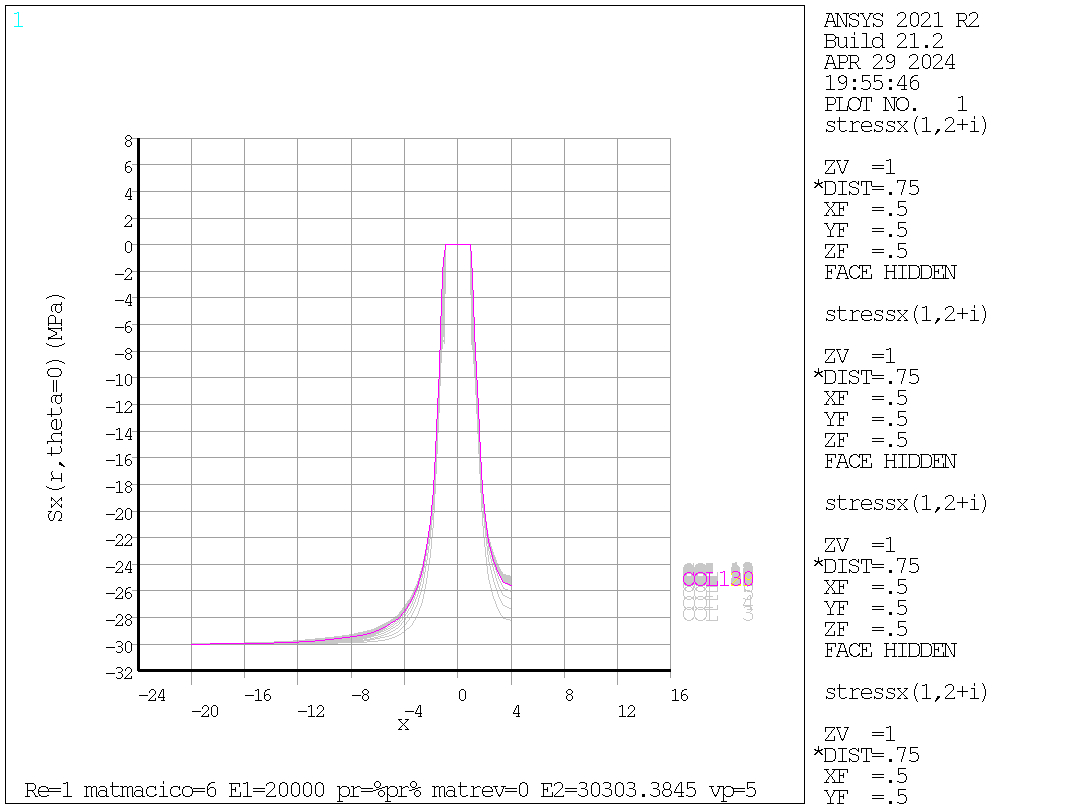 1
ANSYS 2021 R2
Build 21.2
APR 29 2024
19:55:46
PLOT NO. 1
stressx(1,2+i)
ZV =1
*DIST=.75
XF =.5
YF =.5
ZF =.5
FACE HIDDEN
stressx(1,2+i)
ZV =1
*DIST=.75
XF =.5
YF =.5
ZF =.5
FACE HIDDEN
stressx(1,2+i)
ZV =1
*DIST=.75
XF =.5
YF =.5
ZF =.5
FACE HIDDEN
stressx(1,2+i)
ZV =1
*DIST=.75
XF =.5
YF =.5
8
6
4
2
0
-2
-4
-6
-8
-10
-12
-14
-16
-18
-20
-22
-24
-26
-28
-30
-32
Sx(r,theta=0)(MPa)
COL130
-24 -16 -8 0 8 16
-20 -12 -4 4 12
X
Re=1 matmacico=6 E1=20000 pr=%pr% matrev=0 E2=30303.3845 vp=5